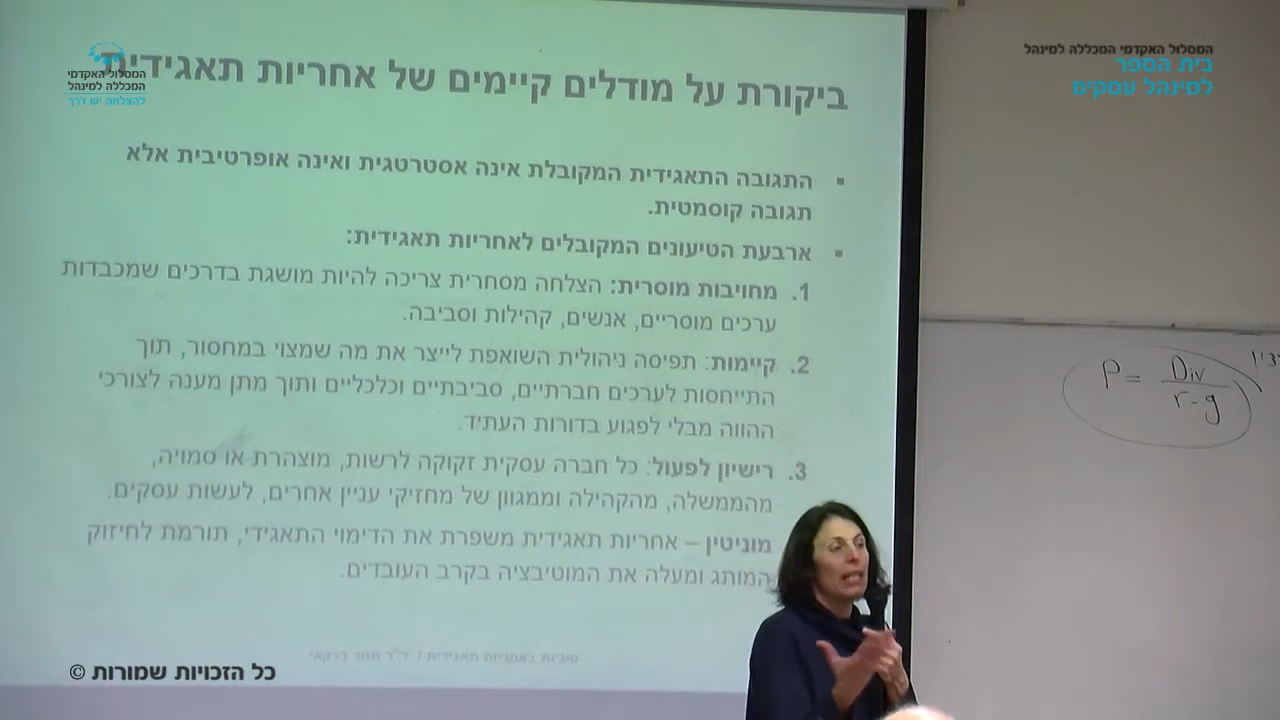 המסלול האקדמי המכללה למינהל
בית הספר
למינהל עסקים
המסלול האקדמי
המכללה למינהל
להצלחה יש דרך
ביקורת על מודלים קיימים של אחריות תאגידית
▪ התגובה התאגידית המקובלת אינה אסטרטגית ואינה אופרטיבית אלא
תגובה קוסמטית.
▪ ארבעת הטיעונים המקובלים לאחריות תאגידית:
1. מחויבות מוסרית: הצלחה מסחרית צריכה להיות מושגת בדרכים שמכבדות
ערכים מוסריים, אנשים, קהילות וסביבה.
2. קיימות: תפיסה ניהולית השואפת לייצר את מה שמצוי במחסור, תוך
התייחסות לערכים חברתיים, סביבתיים וכלכליים ותוך מתן מענה לצורכי
ההווה מבלי לפגוע בדורות העתיד.
3. רישיון לפעול: כל חברה עסקית זקוקה לרשות, מוצהרת או סמויה,
מהממשלה, מהקהילה וממגוון של מחזיקי עניין אחרים, לעשות עסקים.
מוניטין – אחריות תאגידית משפרת את הדימוי התאגידי, תורמת לחיזוק
המותג ומעלה את המוטיבציה בקרב העובדים.
סוגיות באחריות תאגידית / ד"ר תמר ברקאי
כל הזכויות שמורות ©
P = Div
r - g